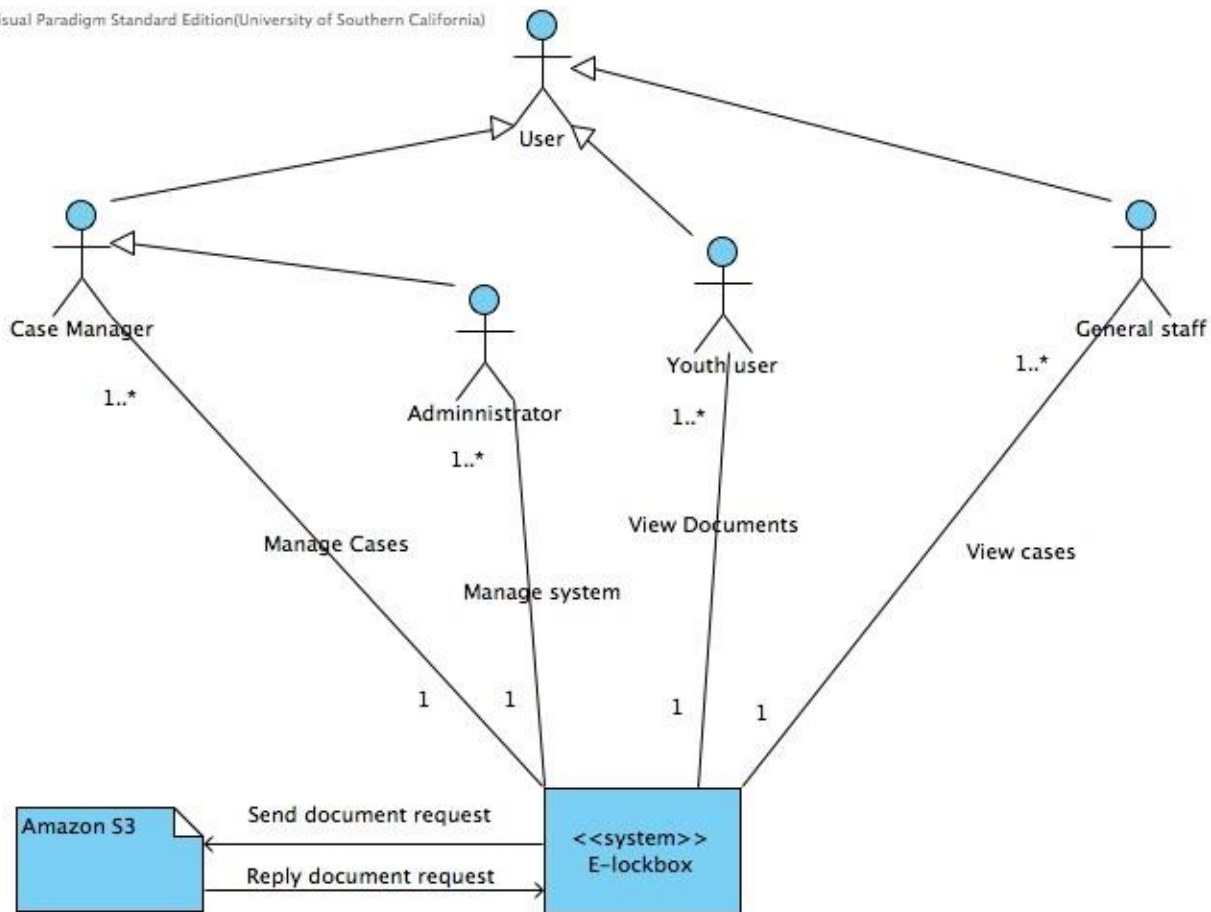 isual Paradigm Standard Edition(University of Southern California)
User
Case Manager
Adminnistrator
Youth user
General staff
1..*
1..*
1..*
1..*
Manage Cases
Manage system
View Documents
View cases
1
1
1
1
Amazon S3
Send document request
Reply document request
<<system>>
E-lockbox